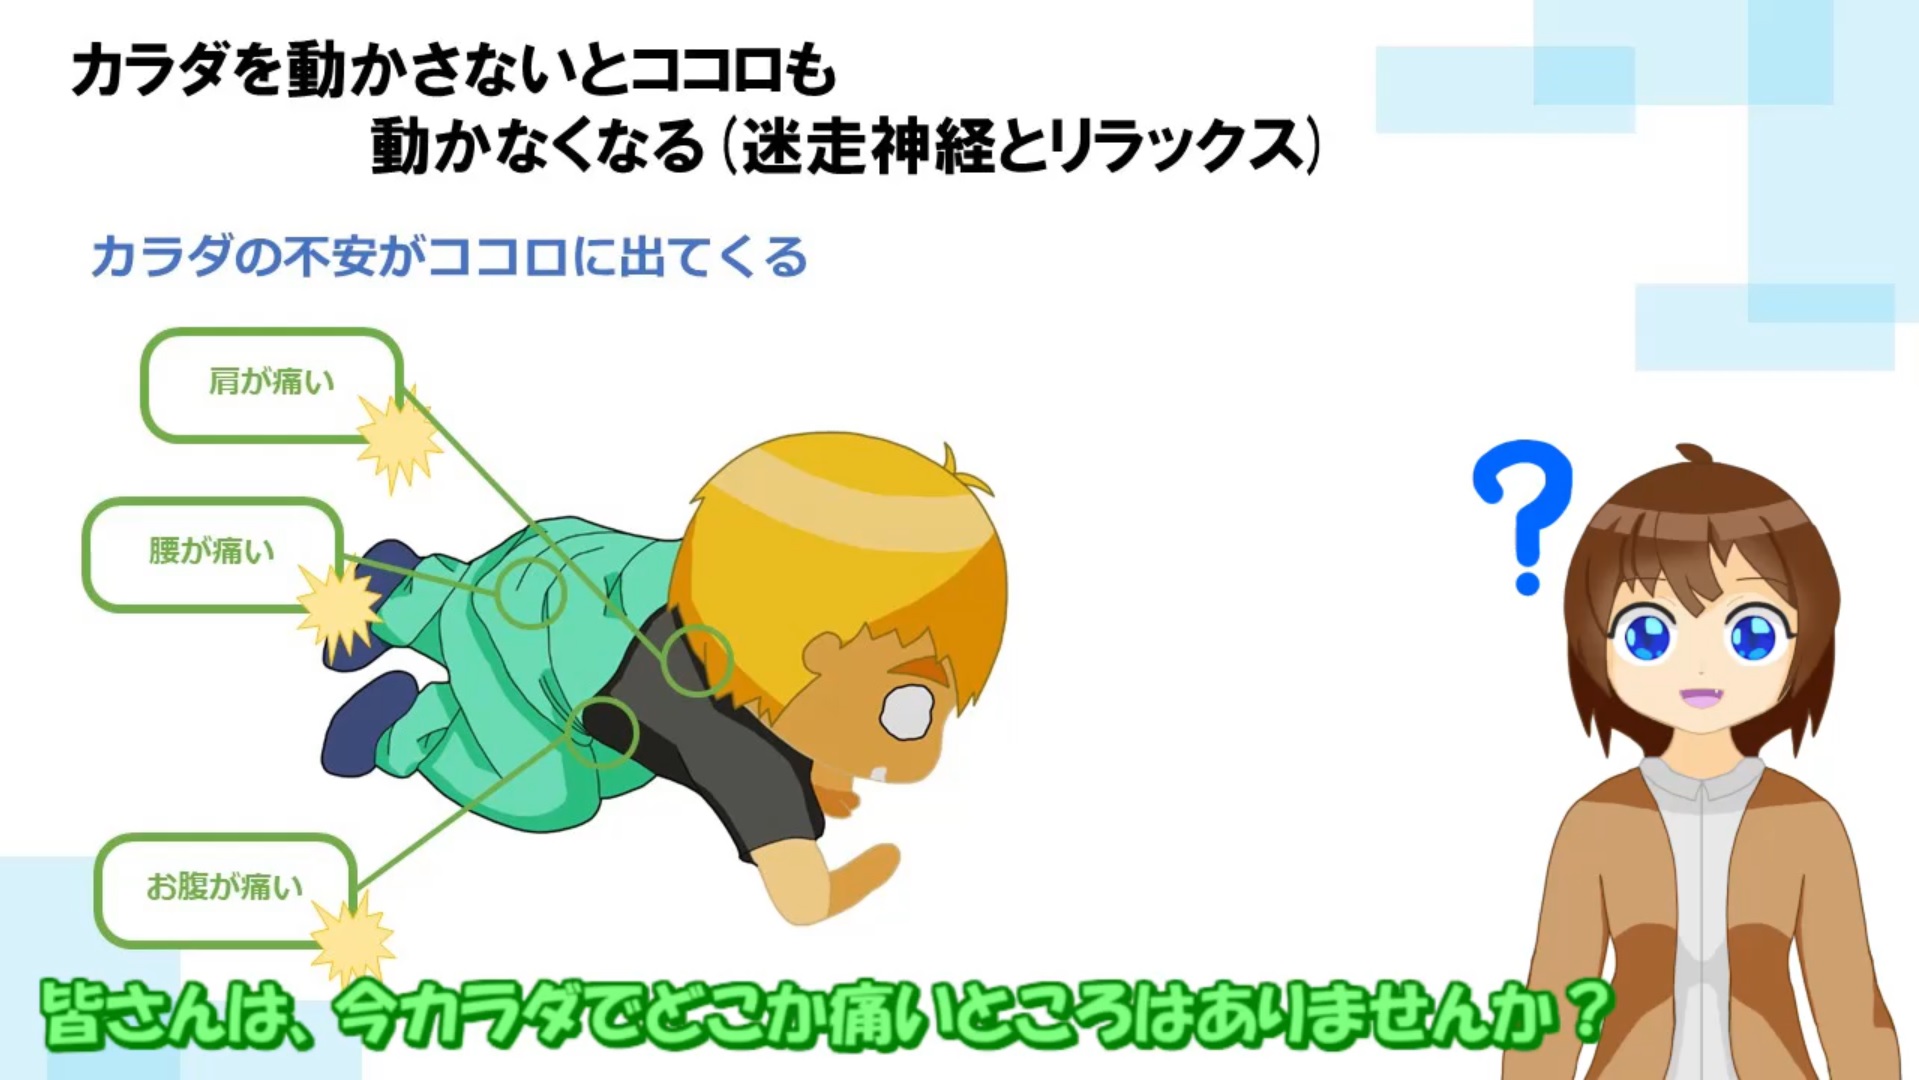 カラダを動かさないとココロも
動かなくなる(迷走神経とリラックス)
カラダの不安がココロに出てくる
肩が痛い
腰が痛い
お腹が痛い
皆さんは、今カラダでどこか痛いところはありませんか？